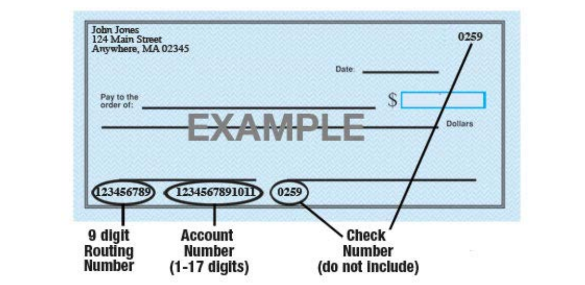 John Jones
124 Main Street
Anywhere, MA 02345
0259
Date:
Pay to the
order of:
$
EXAMPLE
Dollars
123456789
1234567891011
0259
9 digit
Routing
Number
Account
Number
(1-17 digits)
Check
Number
(do not include)